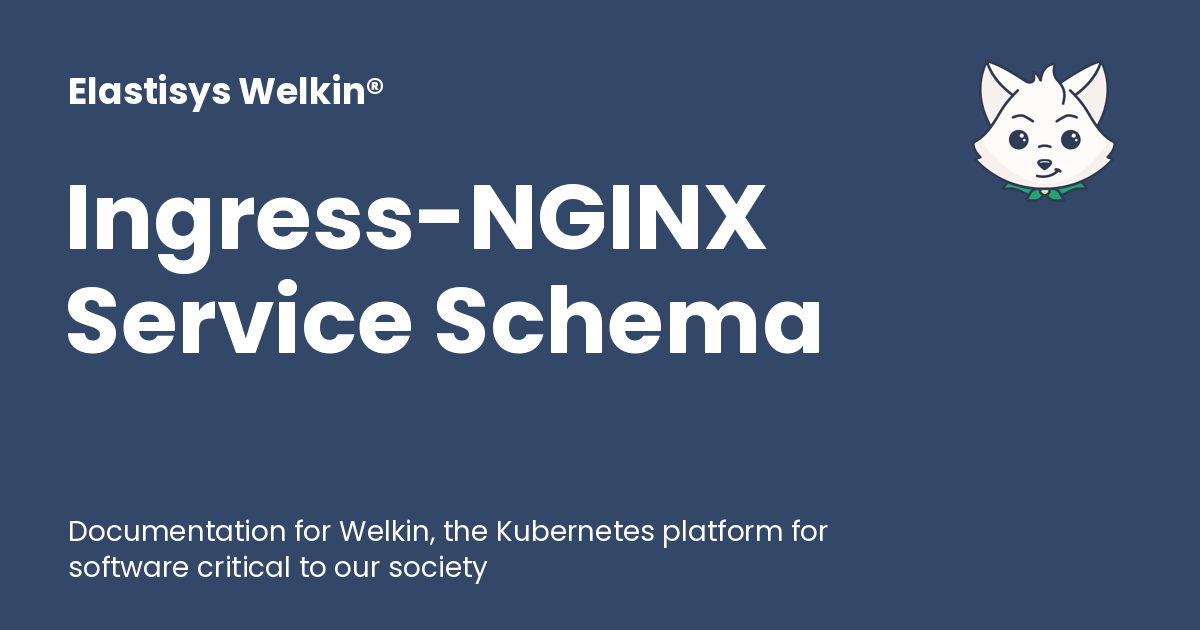 Elastisys Welkin®
Ingress-NGINX
Service Schema
Documentation for Welkin, the Kubernetes platform for
software critical to our society